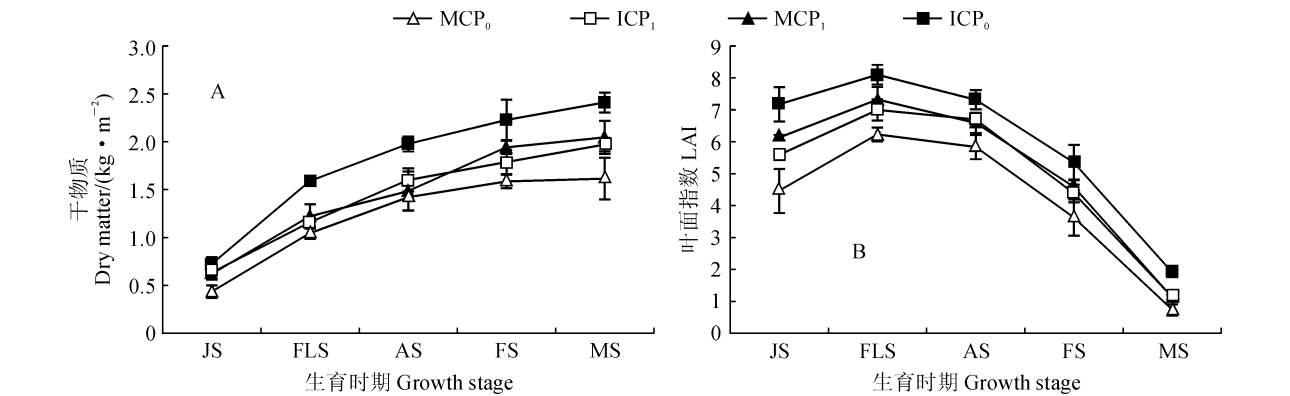 MCP₀ ICP₁ MCP₁ ICP₀
3.0
2.5
2.0
1.5
1.0
0.5
0
干物质
Dry matter/(kg·m⁻²)
A
JS FLS AS FS MS
生育时期 Growth stage
9
8
7
6
5
4
3
2
1
0
叶面指数 LAI
B
JS FLS AS FS MS
生育时期 Growth stage